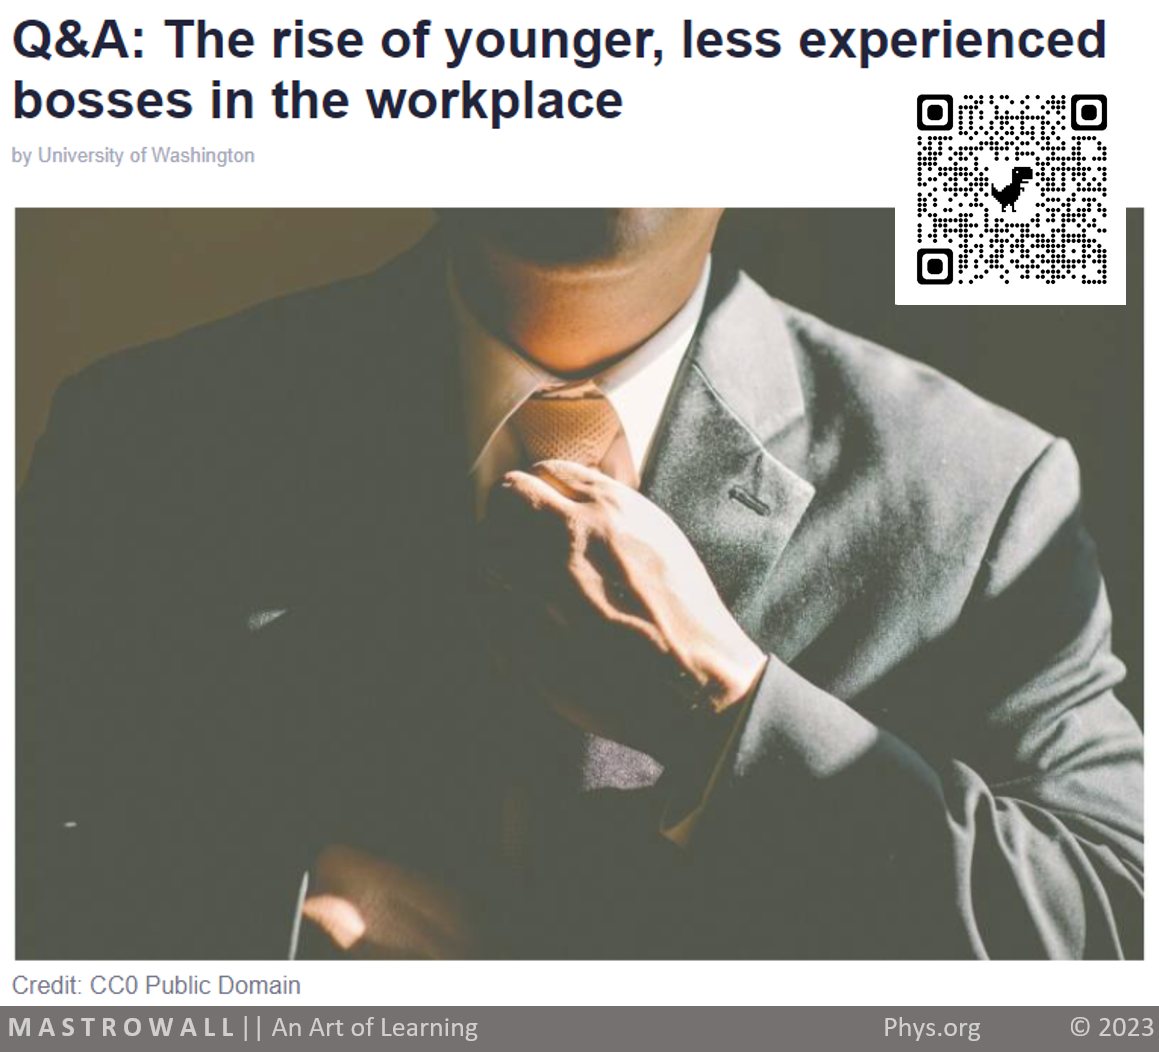 Q&A: The rise of younger, less experienced
bosses in the workplace
by University of Washington
Credit: CC0 Public Domain
MASTROWALL || An Art of Learning
Phys.org
© 2023